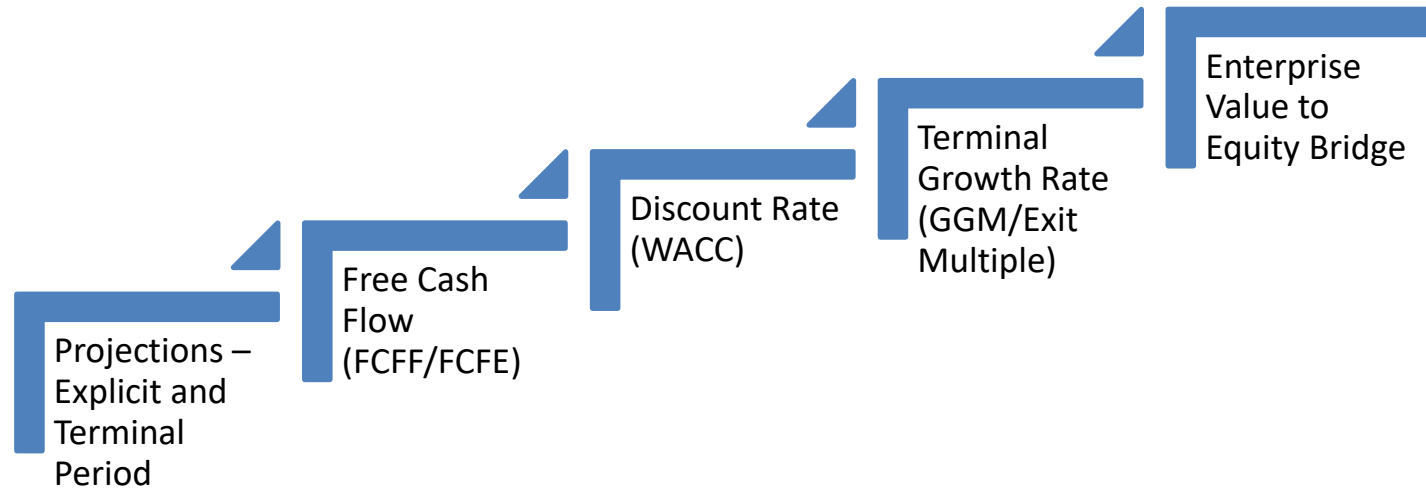 Projections –
Explicit and
Terminal
Period
Free Cash
Flow
(FCFF/FCFE)
Discount Rate
(WACC)
Terminal
Growth Rate
(GGM/Exit
Multiple)
Enterprise
Value to
Equity Bridge